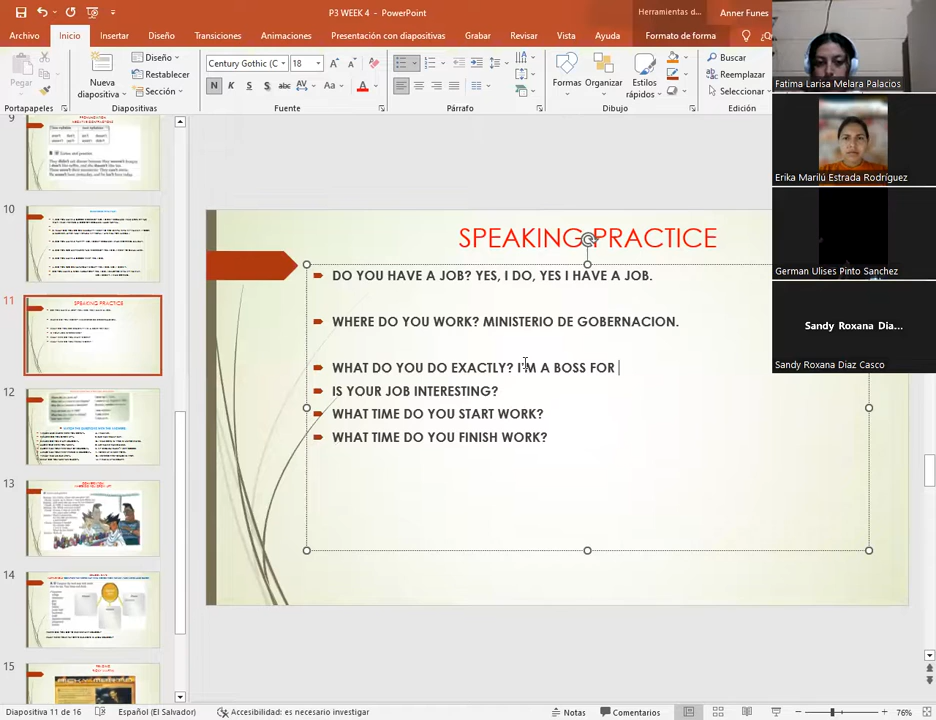 P3 WEEK 4 - PowerPoint
Herramientas d...
Anner Funes
Archivo
Inicio
Insertar
Diseño
Transiciones
Animaciones
Presentación con diapositivas
Grabar
Revisar
Vista
Ayuda
Formato de forma
Pegar
Nueva diapositiva
Diseño
Restablecer
Sección
Century Gothic (C
18
N
K
S
abc
AV
Aa
A
Formas
Organizar
Estilos rápidos
Buscar
Reemplazar
Seleccionar
Portapapeles
Diapositivas
Fuente
Párrafo
Dibujo
Edición
Fatima Larisa Melara Palacios
Erika Marilú Estrada Rodríguez
German Ulises Pinto Sanchez
Sandy Roxana Dia...
Sandy Roxana Diaz Casco
9
10
11
SPEAKING PRACTICE
12
13
14
15
SPEAKING PRACTICE
DO YOU HAVE A JOB? YES, I DO, YES I HAVE A JOB.
WHERE DO YOU WORK? MINISTERIO DE GOBERNACION.
WHAT DO YOU DO EXACTLY? I'M A BOSS FOR
IS YOUR JOB INTERESTING?
WHAT TIME DO YOU START WORK?
WHAT TIME DO YOU FINISH WORK?
Diapositiva 11 de 16
Español (El Salvador)
Accesibilidad: es necesario investigar
Notas
Comentarios
76%